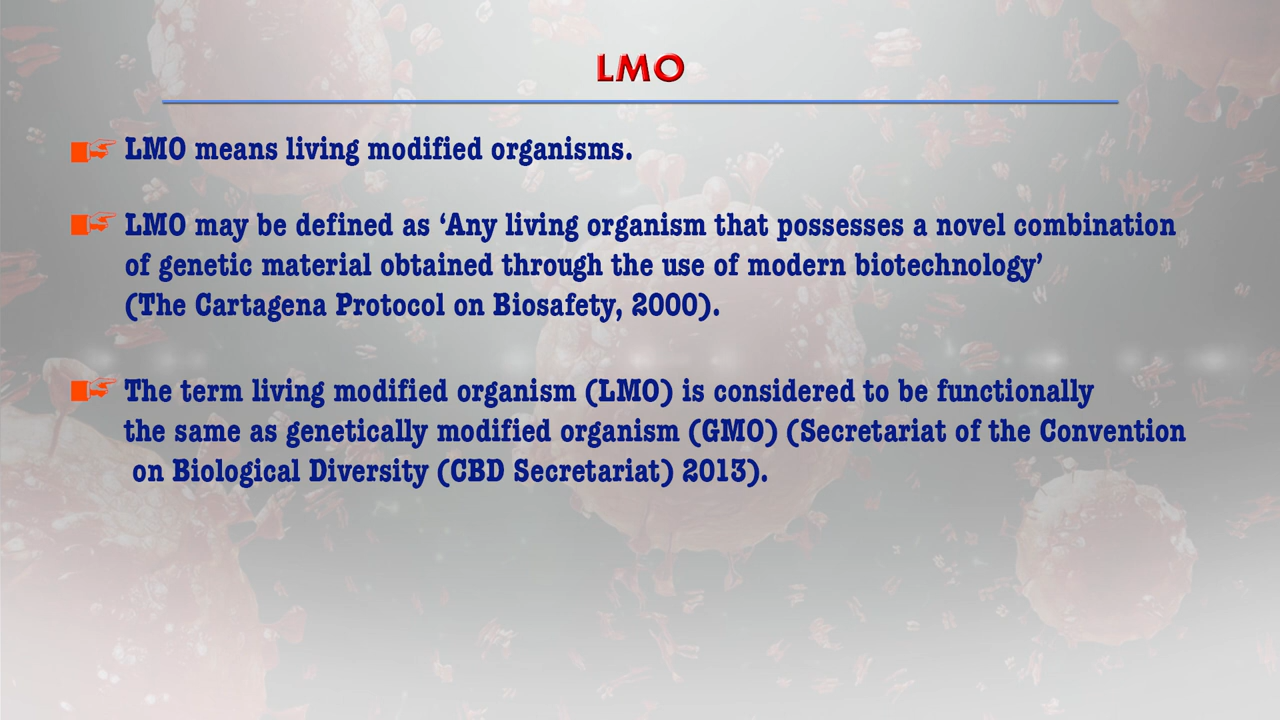 LMO
LMO means living modified organisms.
LMO may be defined as ‘Any living organism that possesses a novel combination
of genetic material obtained through the use of modern biotechnology’
(The Cartagena Protocol on Biosafety, 2000).
The term living modified organism (LMO) is considered to be functionally
the same as genetically modified organism (GMO) (Secretariat of the Convention
on Biological Diversity (CBD Secretariat) 2013).